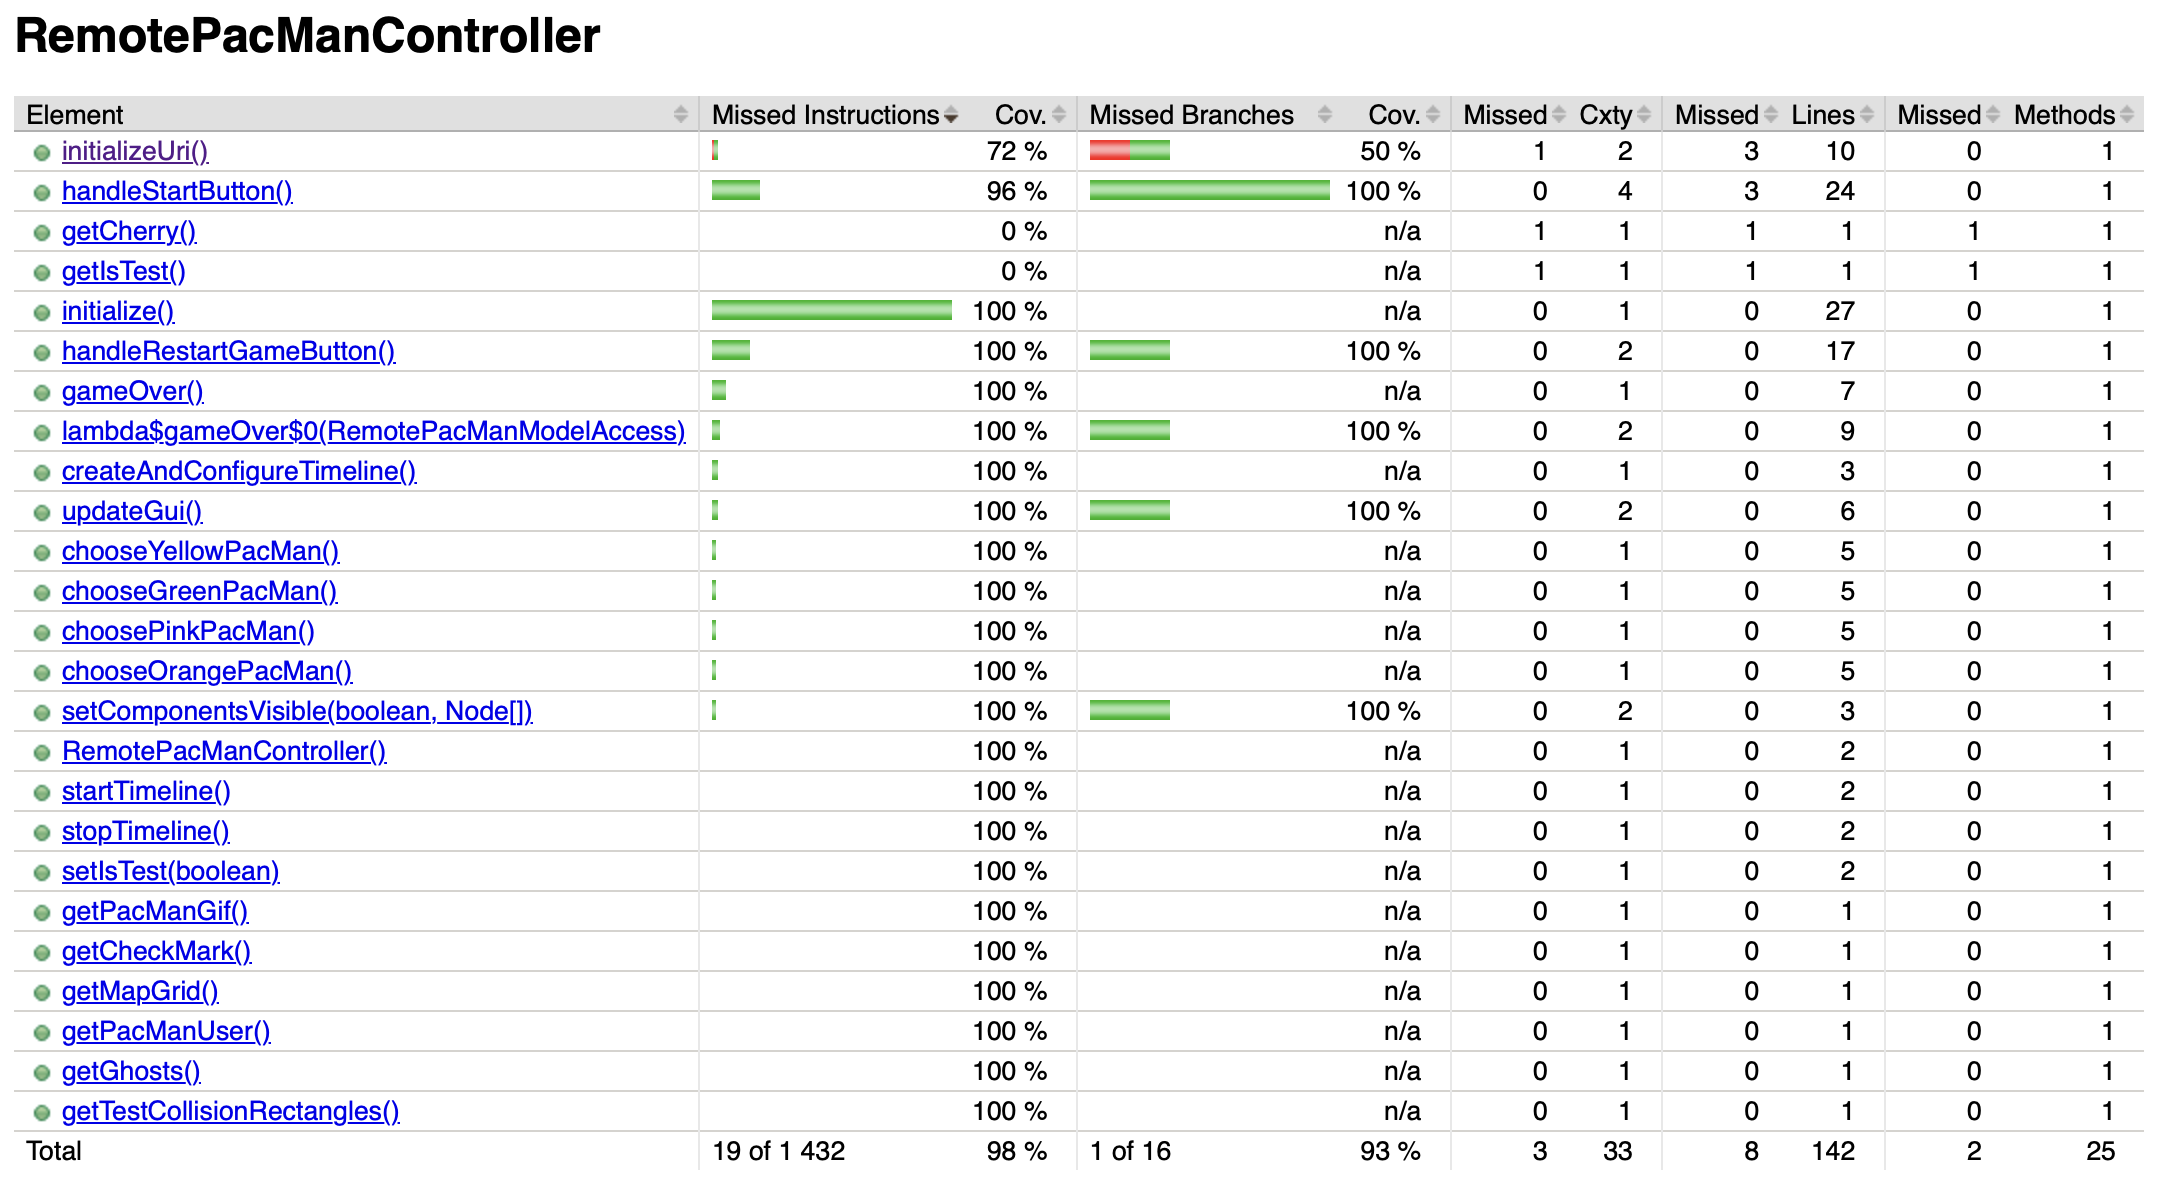 RemotePacManController
Element Missed Instructions Cov. Missed Branches Cov. Missed Cxty Missed Lines Missed Methods
initializeUri() 72 % 50 % 1 2 3 10 0 1
handleStartButton() 96 % 100 % 0 4 3 24 0 1
getCherry() 0 % n/a 1 1 1 1 1 1
getIsTest() 0 % n/a 1 1 1 1 1 1
initialize() 100 % n/a 0 1 0 27 0 1
handleRestartGameButton() 100 % 100 % 0 2 0 17 0 1
gameOver() 100 % n/a 0 1 0 7 0 1
lambda$gameOver$0(RemotePacManModelAccess) 100 % 100 % 0 2 0 9 0 1
createAndConfigureTimeline() 100 % n/a 0 1 0 3 0 1
updateGui() 100 % 100 % 0 2 0 6 0 1
chooseYellowPacMan() 100 % n/a 0 1 0 5 0 1
chooseGreenPacMan() 100 % n/a 0 1 0 5 0 1
choosePinkPacMan() 100 % n/a 0 1 0 5 0 1
chooseOrangePacMan() 100 % n/a 0 1 0 5 0 1
setComponentsVisible(boolean, Node[]) 100 % 100 % 0 2 0 3 0 1
RemotePacManController() 100 % n/a 0 1 0 2 0 1
startTimeline() 100 % n/a 0 1 0 2 0 1
stopTimeline() 100 % n/a 0 1 0 2 0 1
setIsTest(boolean) 100 % n/a 0 1 0 2 0 1
getPacManGif() 100 % n/a 0 1 0 1 0 1
getCheckMark() 100 % n/a 0 1 0 1 0 1
getMapGrid() 100 % n/a 0 1 0 1 0 1
getPacManUser() 100 % n/a 0 1 0 1 0 1
getGhosts() 100 % n/a 0 1 0 1 0 1
getTestCollisionRectangles() 100 % n/a 0 1 0 1 0 1
Total 19 of 1 432 98 % 1 of 16 93 % 3 33 8 142 2 25